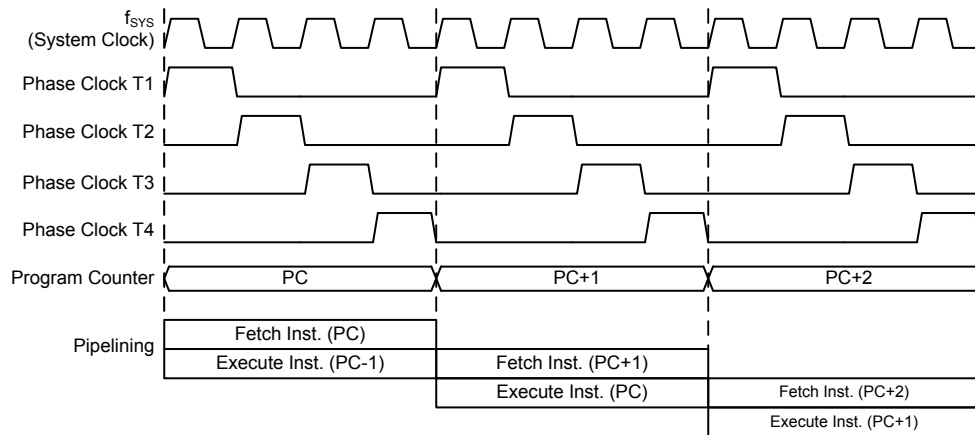 fSYS
(System Clock)
Phase Clock T1
Phase Clock T2
Phase Clock T3
Phase Clock T4
Program Counter PC PC+1 PC+2
Pipelining
Fetch Inst. (PC)
Execute Inst. (PC-1) Fetch Inst. (PC+1)
Execute Inst. (PC) Fetch Inst. (PC+2)
Execute Inst. (PC+1)